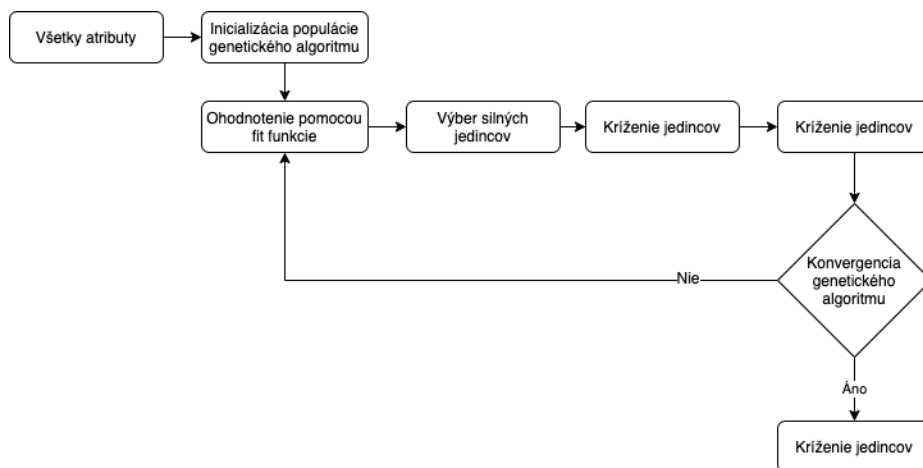 Všetky atributy
Inicializácia populácie
genetického algoritmu
Ohodnotenie pomocou
fit funkcie
Výber silných
jedincov
Kríženie jedincov
Kríženie jedincov
Konvergencia
genetického
algoritmu
Nie
Áno
Kríženie jedincov